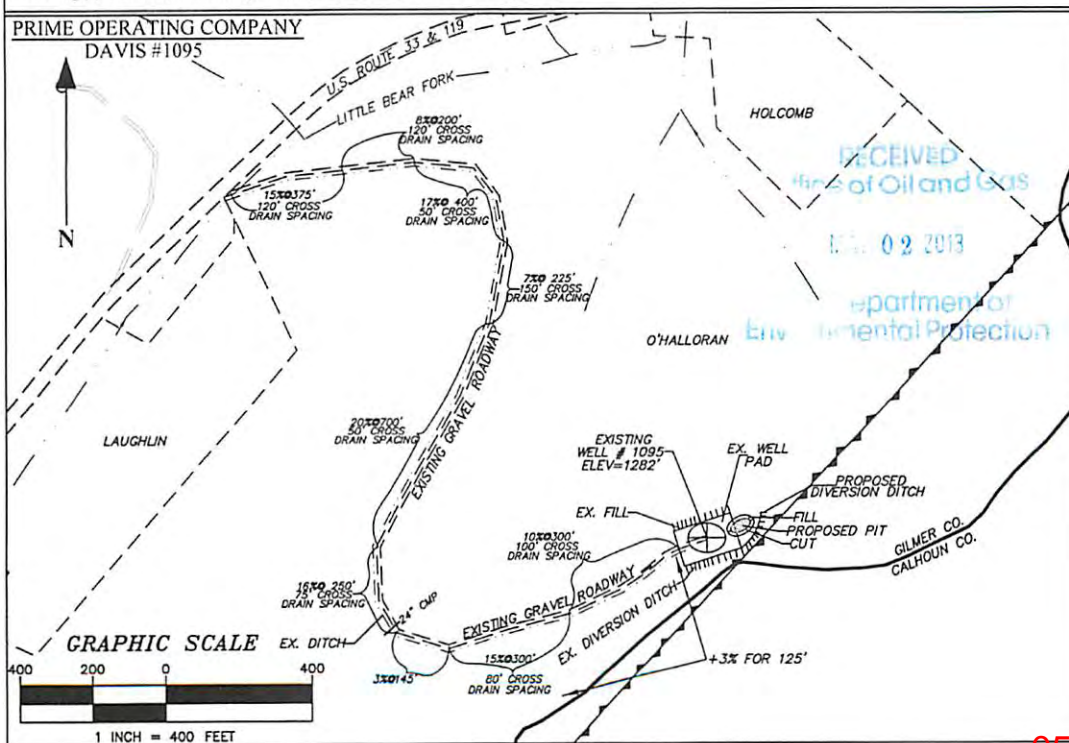 PRIME OPERATING COMPANY
DAVIS #1095
U.S. ROUTE 33 & 119
LITTLE BEAR FORK
HOLCOMB
RECEIVED
Office of Oil and Gas
02 2013
Department of
Environmental Protection
8%@200'
120' CROSS
DRAIN SPACING
15%@375'
120' CROSS
DRAIN SPACING
17%@ 400'
50' CROSS
DRAIN SPACING
N
7%@ 225'
150' CROSS
DRAIN SPACING
O'HALLORAN
LAUGHLIN
20%@700'
50' CROSS
DRAIN SPACING
EXISTING GRAVEL ROADWAY
EXISTING
WELL # 1095
ELEV=1282'
EX. WELL
PAD
PROPOSED
DIVERSION DITCH
EX. FILL
FILL
PROPOSED PIT
CUT
10%@300'
100' CROSS
DRAIN SPACING
GILMER CO.
CALHOUN CO.
16%@ 250'
75' CROSS
DRAIN SPACING
24" CMP
EXISTING GRAVEL ROADWAY
EX. DIVERSION DITCH
GRAPHIC SCALE
EX. DITCH
+3% FOR 125'
3%@145'
15%@300'
80' CROSS
DRAIN SPACING
400 200 0 400
1 INCH = 400 FEET